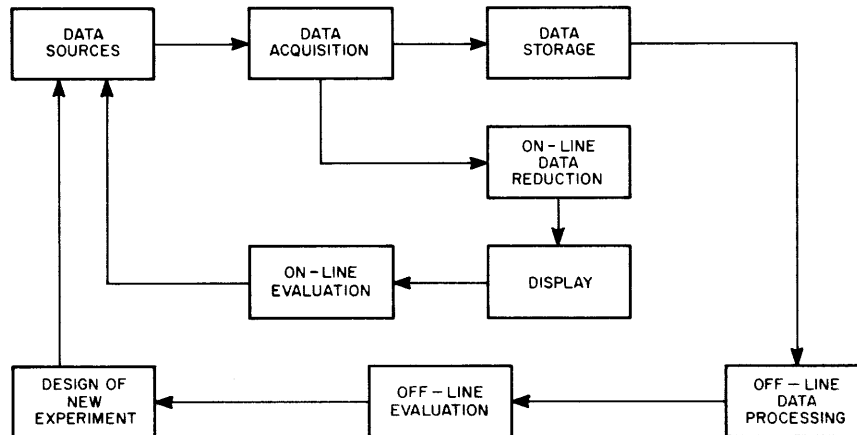 DATA
SOURCES
DATA
ACQUISITION
DATA
STORAGE
ON-LINE
DATA
REDUCTION
ON-LINE
EVALUATION
DISPLAY
DESIGN OF
NEW
EXPERIMENT
OFF-LINE
EVALUATION
OFF-LINE
DATA
PROCESSING